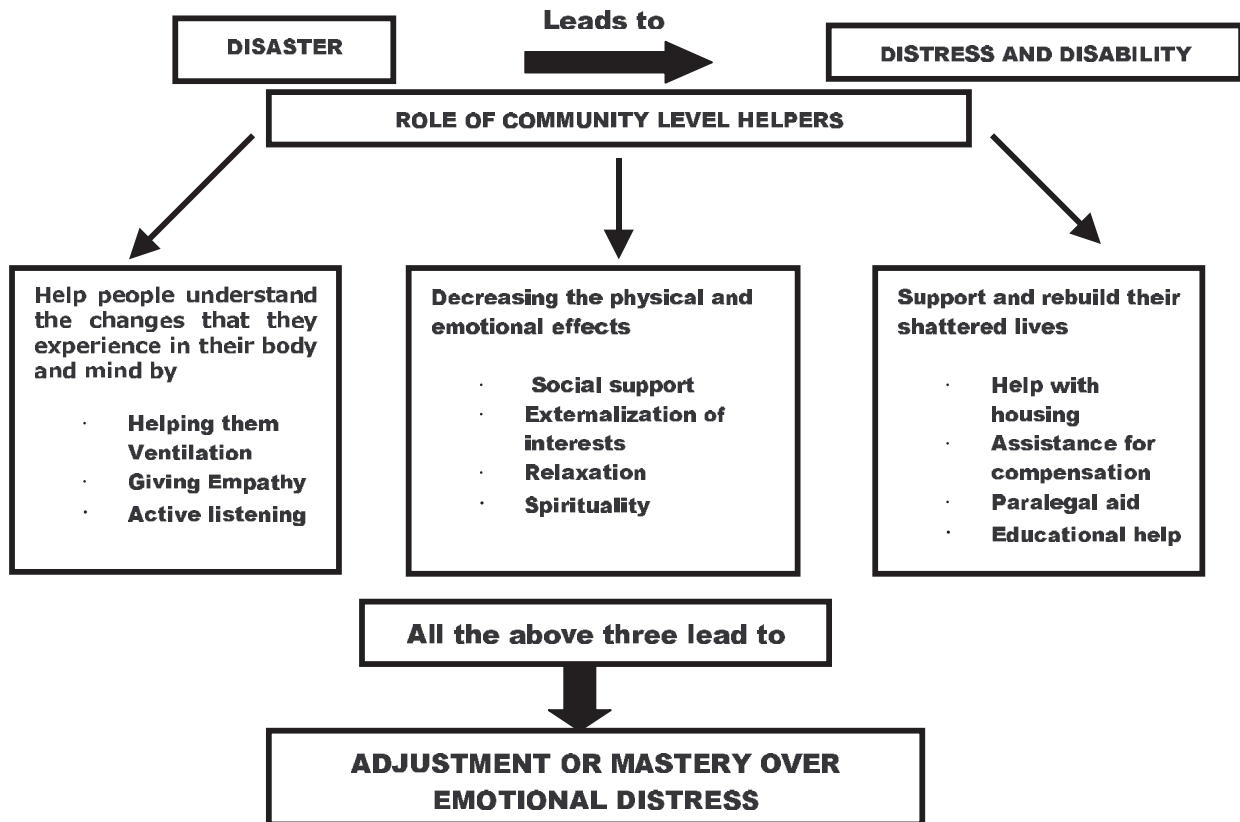 DISASTER
Leads to
DISTRESS AND DISABILITY
ROLE OF COMMUNITY LEVEL HELPERS
Help people understand
the changes that they
experience in their body
and mind by
· Helping them
Ventilation
· Giving Empathy
· Active listening
Decreasing the physical and
emotional effects
· Social support
· Externalization of
interests
· Relaxation
· Spirituality
Support and rebuild their
shattered lives
· Help with
housing
· Assistance for
compensation
· Paralegal aid
· Educational help
All the above three lead to
ADJUSTMENT OR MASTERY OVER
EMOTIONAL DISTRESS